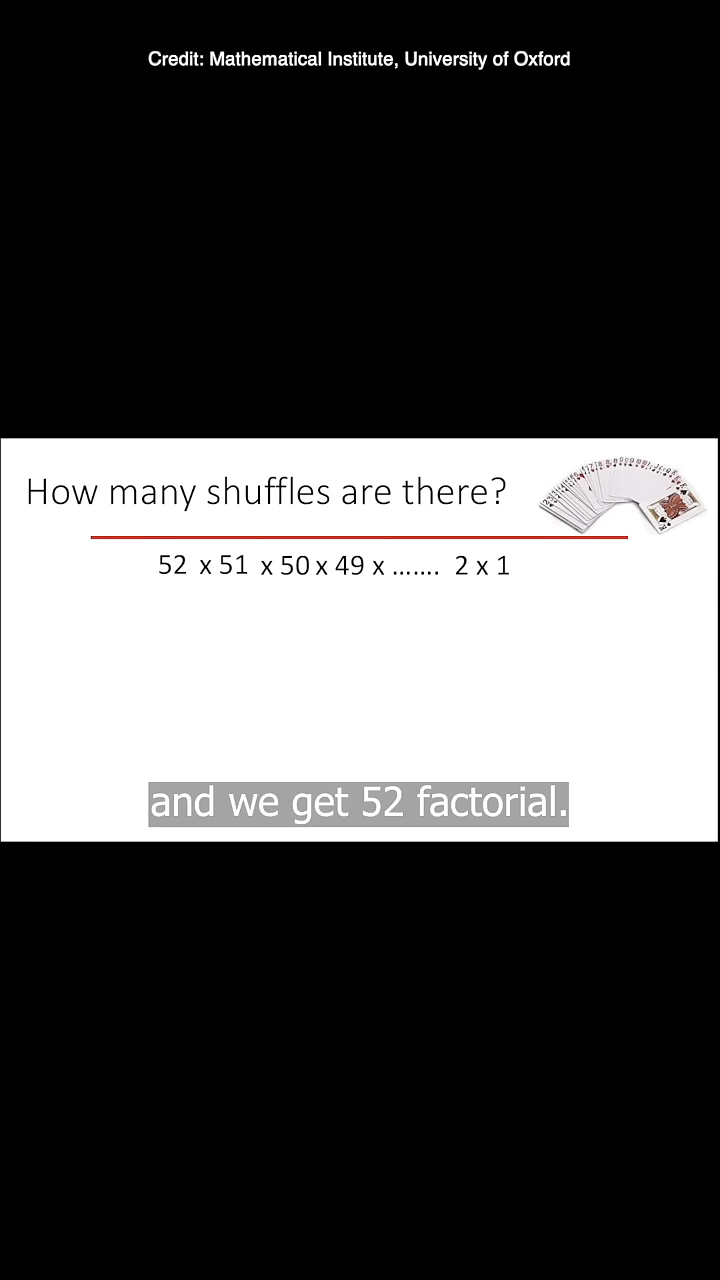 Credit: Mathematical Institute, University of Oxford
How many shuffles are there?
52 x 51 x 50 x 49 x ....... 2 x 1
and we get 52 factorial.